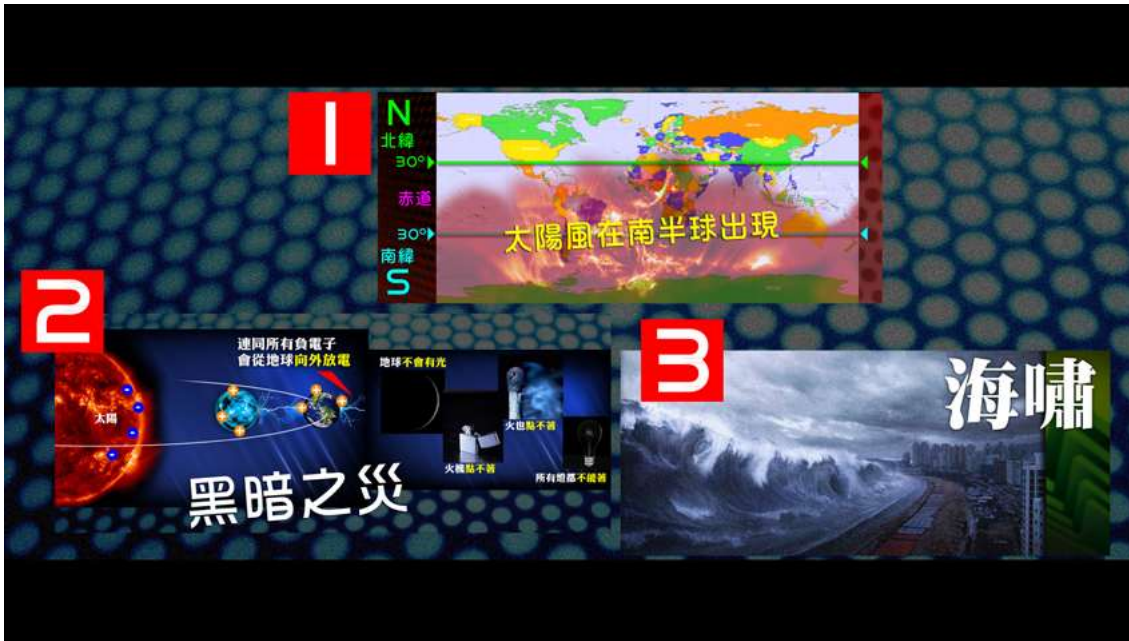 1
N
北緯
30°
赤道
30°
南緯
S
太陽風在南半球出現
2
連同所有負電子
會從地球向外放電
太陽
地球不會有光
火機點不著
火也點不著
所有燈都不能著
黑暗之災
3
海嘯